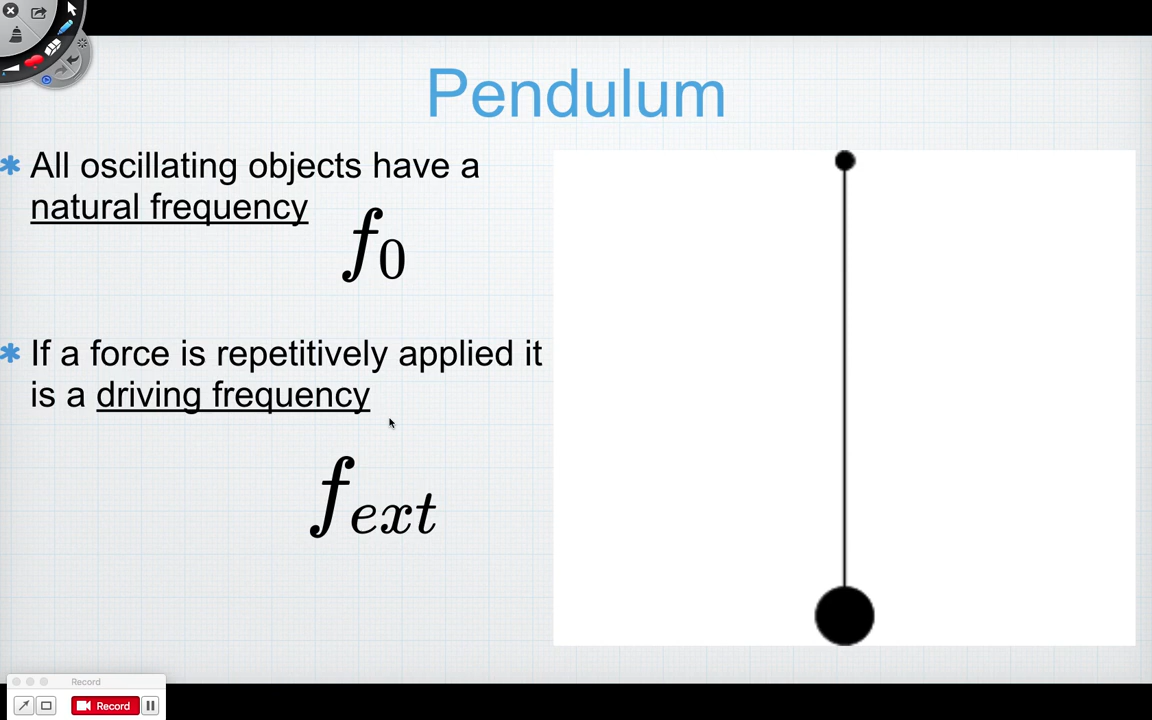 Pendulum
All oscillating objects have a
natural frequency
f₀
If a force is repetitively applied it
is a driving frequency
fₑₓₜ
Record
Record